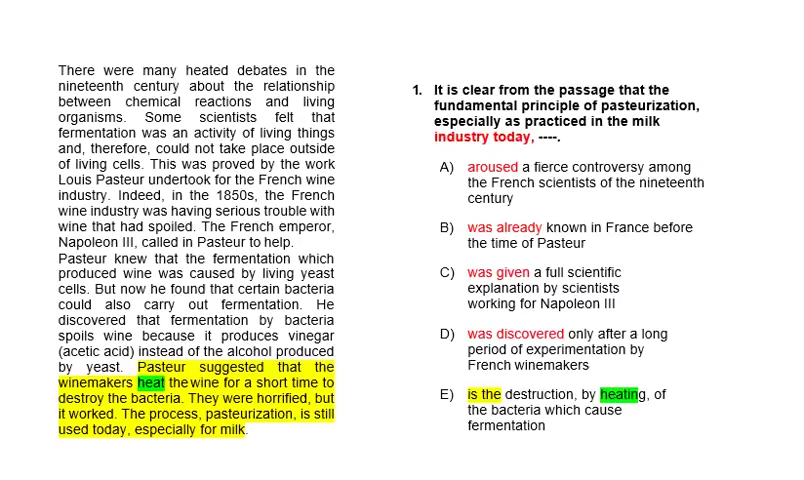 There were many heated debates in the
nineteenth century about the relationship
between chemical reactions and living
organisms. Some scientists felt that
fermentation was an activity of living things
and, therefore, could not take place outside
of living cells. This was proved by the work
Louis Pasteur undertook for the French wine
industry. Indeed, in the 1850s, the French
wine industry was having serious trouble with
wine that had spoiled. The French emperor,
Napoleon III, called in Pasteur to help.
Pasteur knew that the fermentation which
produced wine was caused by living yeast
cells. But now he found that certain bacteria
could also carry out fermentation. He
discovered that fermentation by bacteria
spoils wine because it produces vinegar
(acetic acid) instead of the alcohol produced
by yeast. Pasteur suggested that the
winemakers heat the wine for a short time to
destroy the bacteria. They were horrified, but
it worked. The process, pasteurization, is still
used today, especially for milk.
1. It is clear from the passage that the
fundamental principle of pasteurization,
especially as practiced in the milk
industry today, ----.
A) aroused a fierce controversy among
the French scientists of the nineteenth
century
B) was already known in France before
the time of Pasteur
C) was given a full scientific
explanation by scientists
working for Napoleon III
D) was discovered only after a long
period of experimentation by
French winemakers
E) is the destruction, by heating, of
the bacteria which cause
fermentation